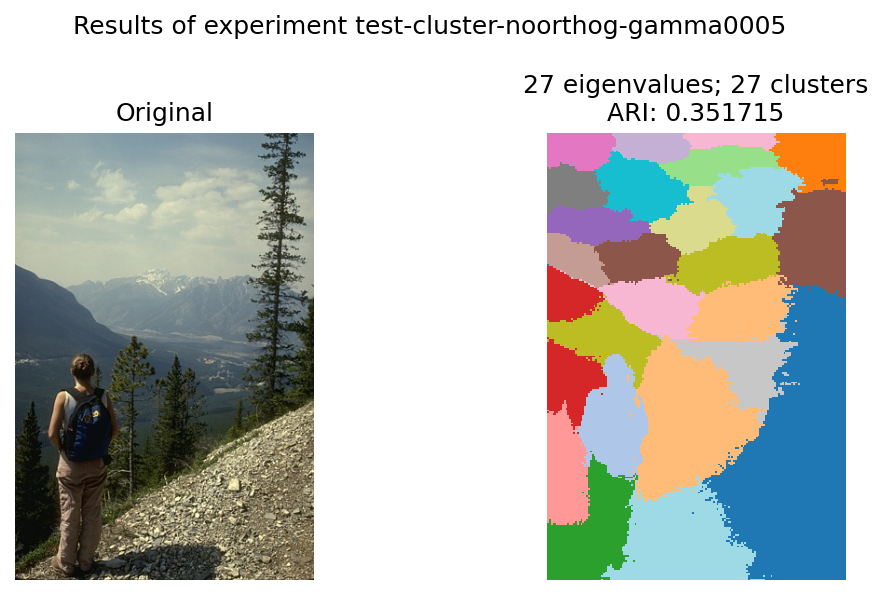 Results of experiment test-cluster-noorthog-gamma0005
Original
27 eigenvalues; 27 clusters
ARI: 0.351715